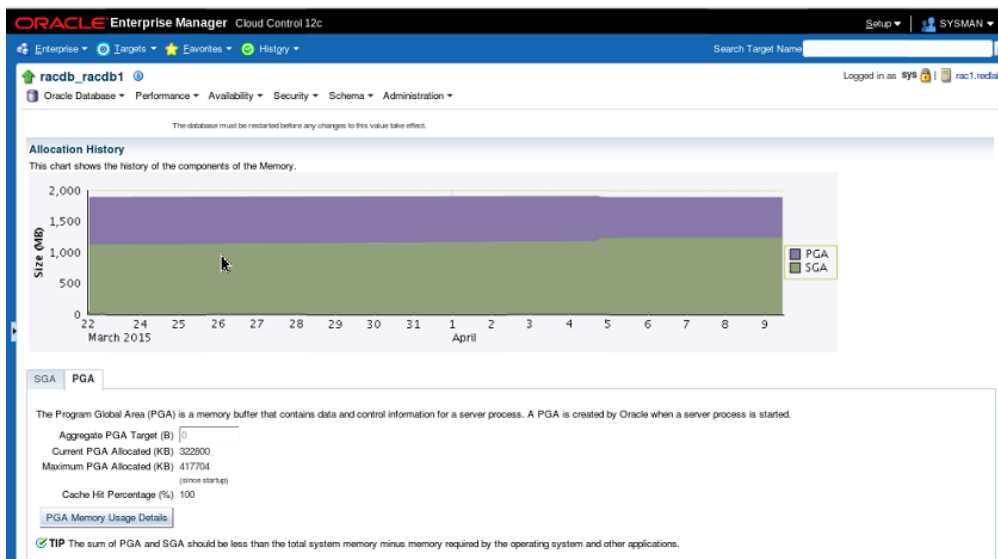 ORACLE Enterprise Manager Cloud Control 12c
Setup SYSMAN
Enterprise Targets Favorites History Search Target Name
racdb_racdb1 Logged in as sys rac1.redla
Oracle Database Performance Availability Security Schema Administration
The database must be restarted before any changes to this value take effect.
Allocation History
This chart shows the history of the components of the Memory.
2,000
1,500
1,000
500
0
Size (MB)
22 24 25 26 27 28 29 30 31 1 2 3 4 5 6 7 8 9
March 2015 April
PGA
SGA
SGA PGA
The Program Global Area (PGA) is a memory buffer that contains data and control information for a server process. A PGA is created by Oracle when a server process is started.
Aggregate PGA Target (B) 0
Current PGA Allocated (KB) 322800
Maximum PGA Allocated (KB) 417704
(since startup)
Cache Hit Percentage (%) 100
PGA Memory Usage Details
TIP The sum of PGA and SGA should be less than the total system memory minus memory required by the operating system and other applications.